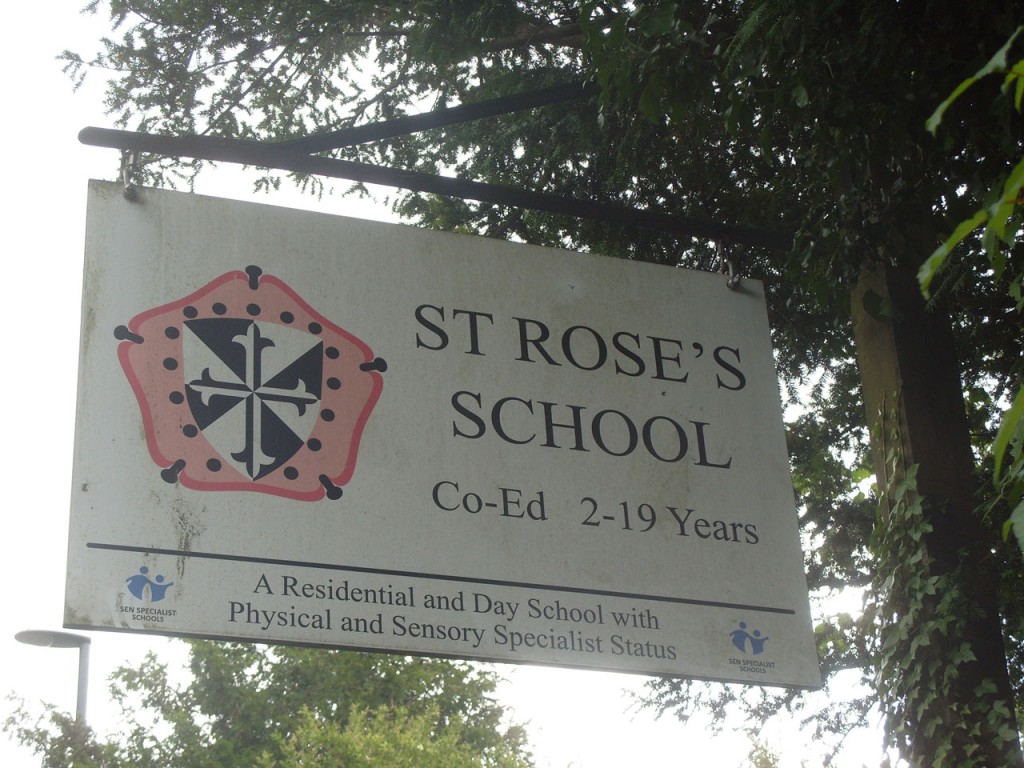 ST ROSE'S
SCHOOL
Co-Ed 2-19 Years
A Residential and Day School with
Physical and Sensory Specialist Status
SEN SPECIALIST
SCHOOLS
SEN SPECIALIST
SCHOOLS